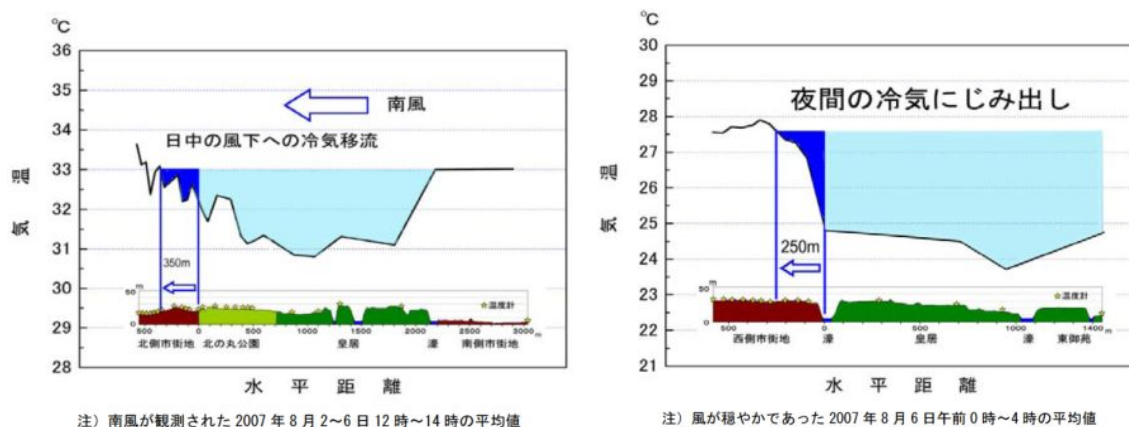 ℃
36
35
34
33
32
31
30
29
28
気温
南風
日中の風下への冷気移流
350m
50
m
0
温度計
500 0 500 1000 1500 2000 2500 3000 m
北側市街地 北の丸公園 皇居 濠 南側市街地
水平距離
注）南風が観測された 2007 年 8 月 2～6 日 12 時～14 時の平均値
℃
30
29
28
27
26
25
24
23
22
21
気温
夜間の冷気にじみ出し
250m
50
m
0
温度計
500 0 500 1000 1400 m
西側市街地 濠 皇居 濠 東御苑
水平距離
注）風が穏やかであった 2007 年 8 月 6 日午前 0 時～4 時の平均値